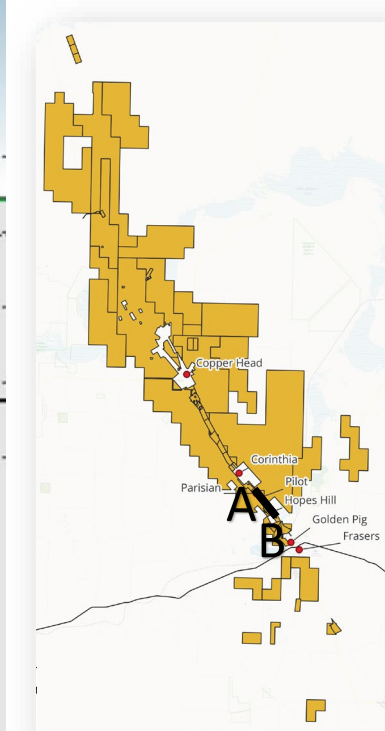 Copper Head
Corinthia
Parisian
Pilot
A
Hopes Hill
Golden Pig
B
Frasers